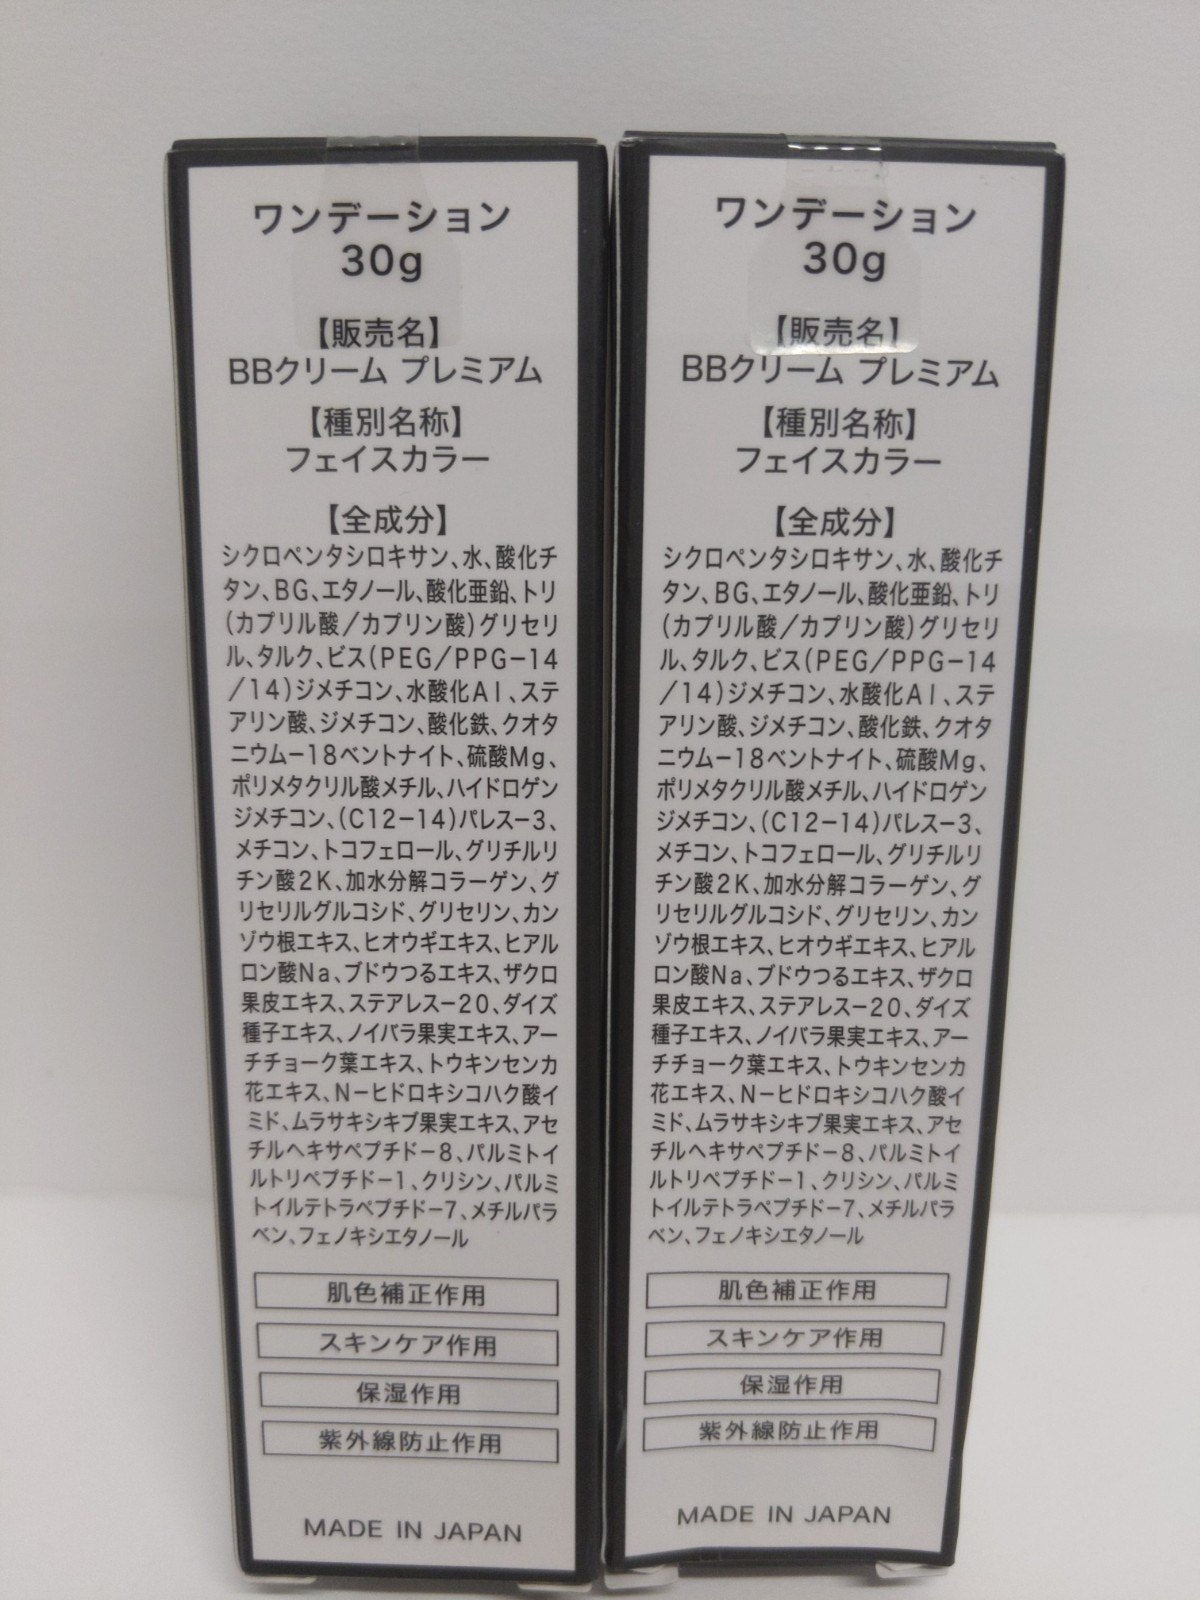 ワンデーション
30g
【販売名】
BBクリーム プレミアム
【種別名称】
フェイスカラー
【全成分】
シクロペンタシロキサン、水、酸化チ
タン、BG、エタノール、酸化亜鉛、トリ
(カプリル酸/カプリン酸)グリセリ
ル、タルク、ビス(PEG/PPG−14
/14)ジメチコン、水酸化Al、ステ
アリン酸、ジメチコン、酸化鉄、クオタ
ニウム−18ベントナイト、硫酸Mg、
ポリメタクリル酸メチル、ハイドロゲン
ジメチコン、(C12−14)パレス−3、
メチコン、トコフェロール、グリチルリ
チン酸2K、加水分解コラーゲン、グ
リセリルグルコシド、グリセリン、カン
ゾウ根エキス、ヒオウギエキス、ヒアル
ロン酸Na、ブドウつるエキス、ザクロ
果皮エキス、ステアレス−20、ダイズ
種子エキス、ノイバラ果実エキス、アー
チチョーク葉エキス、トウキンセンカ
花エキス、N−ヒドロキシコハク酸イ
ミド、ムラサキシキブ果実エキス、アセ
チルヘキサペプチド−8、パルミトイ
ルトリペプチド−1、クリシン、パルミ
トイルテトラペプチド−7、メチルパラ
ベン、フェノキシエタノール
肌色補正作用
スキンケア作用
保湿作用
紫外線防止作用
MADE IN JAPAN
ワンデーション
30g
【販売名】
BBクリーム プレミアム
【種別名称】
フェイスカラー
【全成分】
シクロペンタシロキサン、水、酸化チ
タン、BG、エタノール、酸化亜鉛、トリ
(カプリル酸/カプリン酸)グリセリ
ル、タルク、ビス(PEG/PPG−14
/14)ジメチコン、水酸化Al、ステ
アリン酸、ジメチコン、酸化鉄、クオタ
ニウム−18ベントナイト、硫酸Mg、
ポリメタクリル酸メチル、ハイドロゲン
ジメチコン、(C12−14)パレス−3、
メチコン、トコフェロール、グリチルリ
チン酸2K、加水分解コラーゲン、グ
リセリルグルコシド、グリセリン、カン
ゾウ根エキス、ヒオウギエキス、ヒアル
ロン酸Na、ブドウつるエキス、ザクロ
果皮エキス、ステアレス−20、ダイズ
種子エキス、ノイバラ果実エキス、アー
チチョーク葉エキス、トウキンセンカ
花エキス、N−ヒドロキシコハク酸イ
ミド、ムラサキシキブ果実エキス、アセ
チルヘキサペプチド−8、パルミトイ
ルトリペプチド−1、クリシン、パルミ
トイルテトラペプチド−7、メチルパラ
ベン、フェノキシエタノール
肌色補正作用
スキンケア作用
保湿作用
紫外線防止作用
MADE IN JAPAN